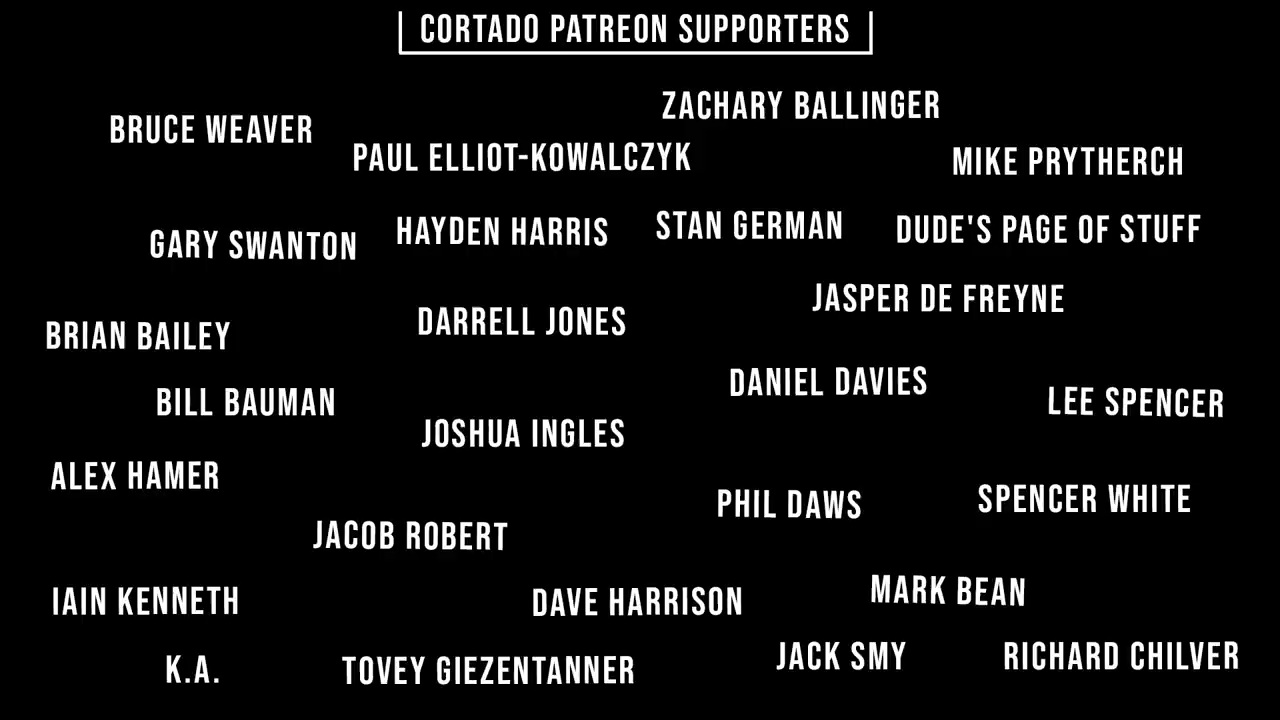 CORTADO PATREON SUPPORTERS
ZACHARY BALLINGER
BRUCE WEAVER
PAUL ELLIOT-KOWALCZYK
MIKE PRYTHERCH
GARY SWANTON
HAYDEN HARRIS
STAN GERMAN
DUDE'S PAGE OF STUFF
JASPER DE FREYNE
BRIAN BAILEY
DARRELL JONES
DANIEL DAVIES
LEE SPENCER
BILL BAUMAN
JOSHUA INGLES
ALEX HAMER
PHIL DAWS
SPENCER WHITE
JACOB ROBERT
IAIN KENNETH
DAVE HARRISON
MARK BEAN
K.A.
TOVEY GIEZENTANNER
JACK SMY
RICHARD CHILVER